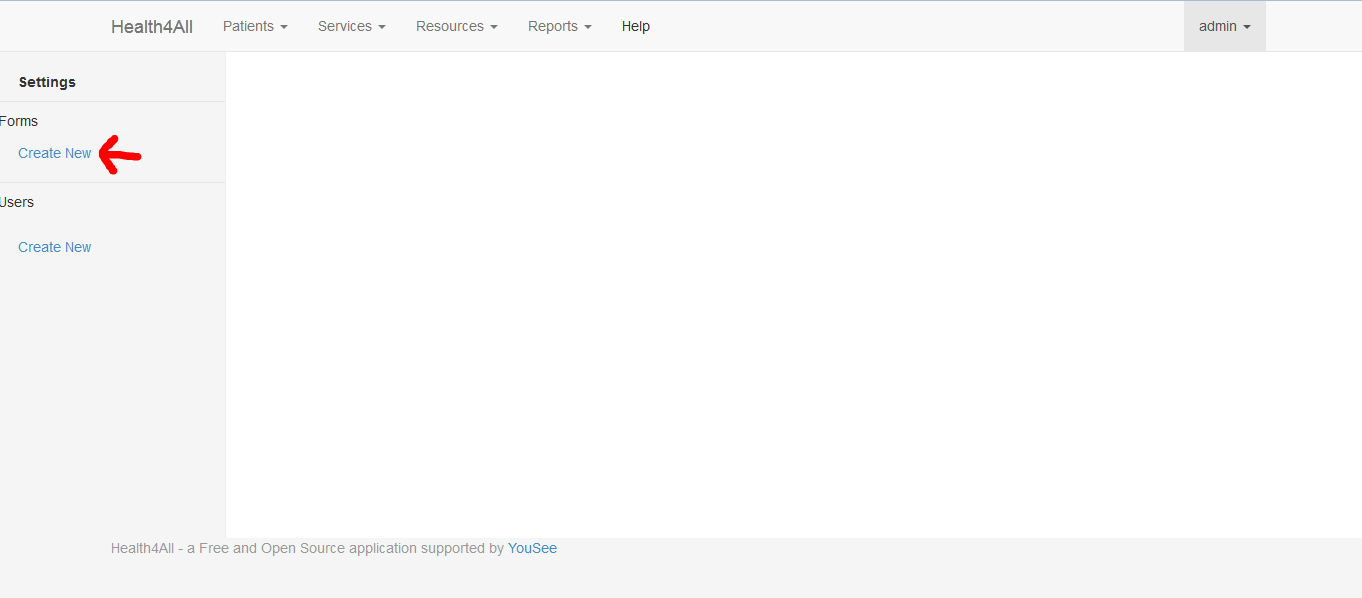 Health4All Patients Services Resources Reports Help admin
Settings
Forms
Create New
Users
Create New
Health4All - a Free and Open Source application supported by YouSee